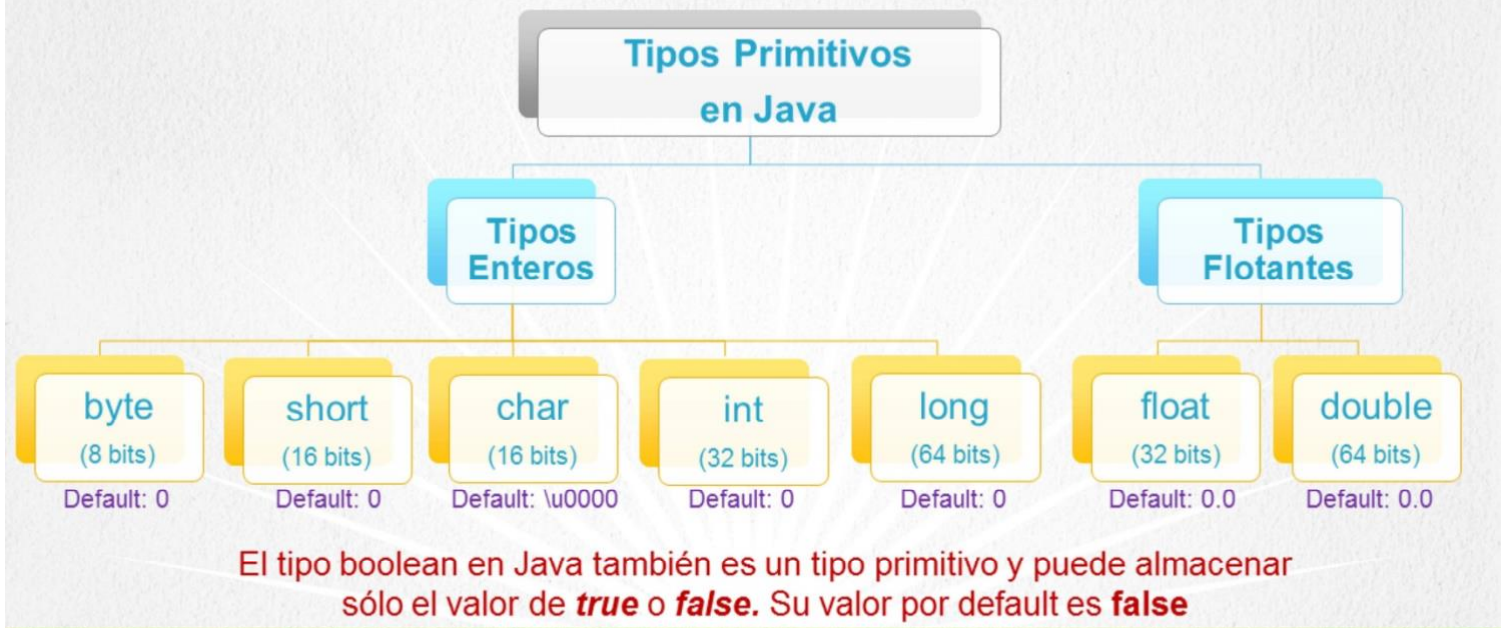 Tipos Primitivos
en Java
Tipos
Enteros
Tipos
Flotantes
byte
(8 bits)
Default: 0
short
(16 bits)
Default: 0
char
(16 bits)
Default: \u0000
int
(32 bits)
Default: 0
long
(64 bits)
Default: 0
float
(32 bits)
Default: 0.0
double
(64 bits)
Default: 0.0
El tipo boolean en Java también es un tipo primitivo y puede almacenar
sólo el valor de true o false. Su valor por default es false